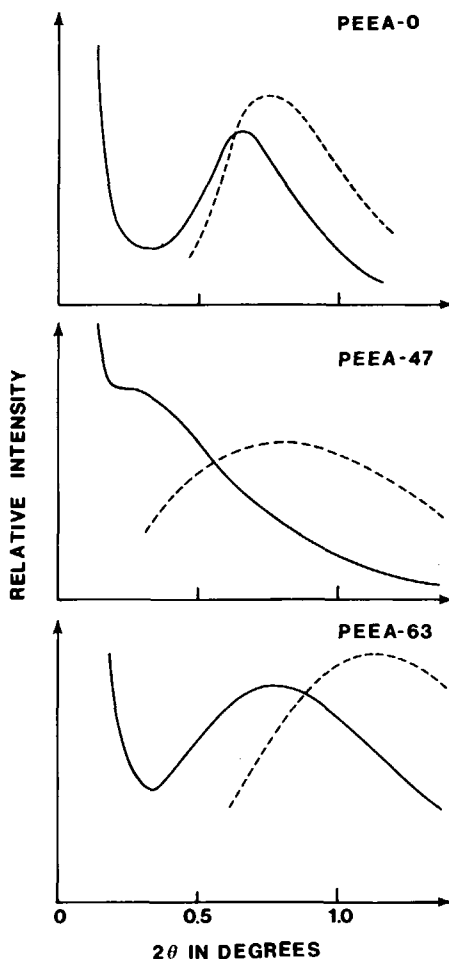 PEEA-0
PEEA-47
PEEA-63
RELATIVE INTENSITY
0 0.5 1.0
2θ IN DEGREES